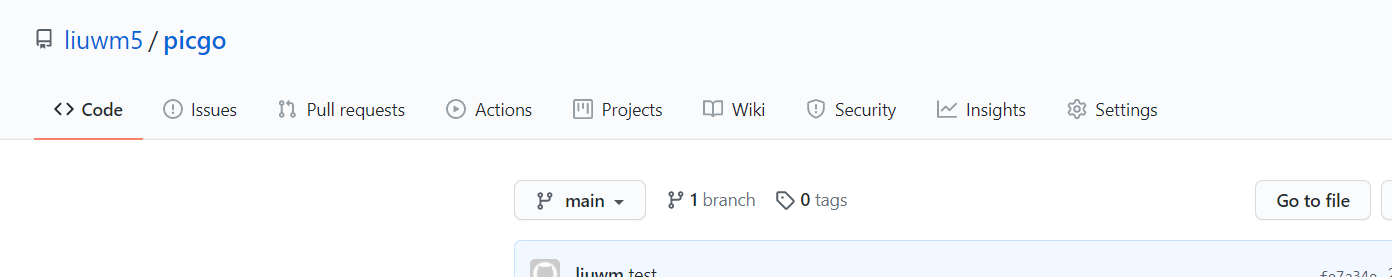 liuwm5 / picgo
Code Issues Pull requests Actions Projects Wiki Security Insights Settings
main 1 branch 0 tags Go to file
liuwm test